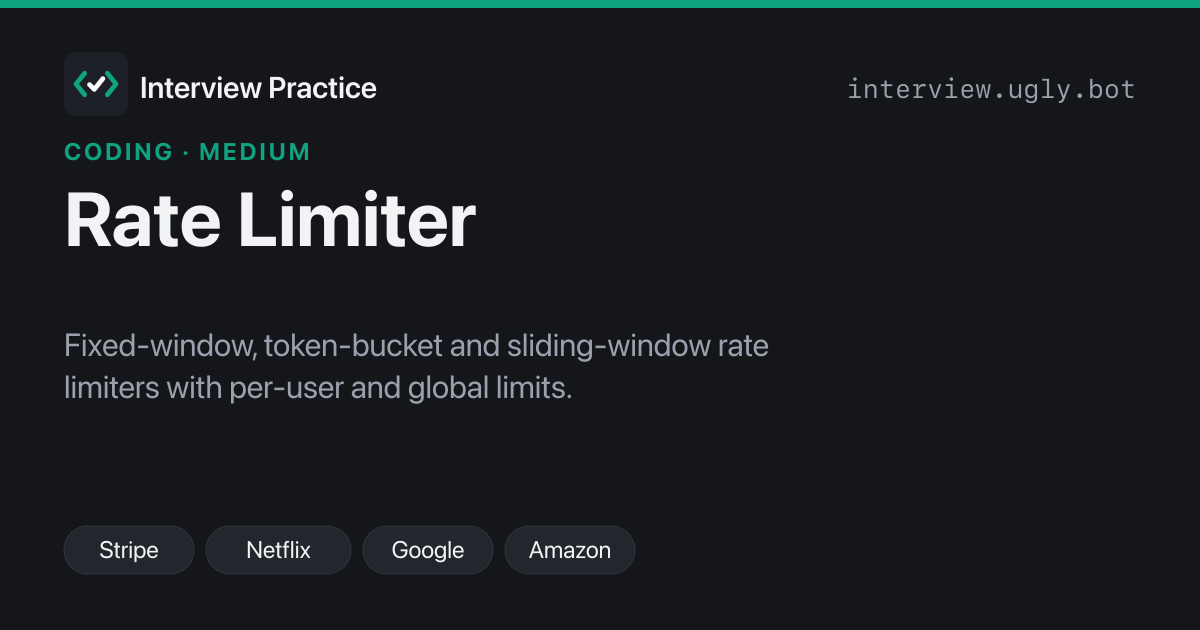 Interview Practice
interview.ugly.bot
CODING · MEDIUM
Rate Limiter
Fixed-window, token-bucket and sliding-window rate
limiters with per-user and global limits.
Stripe
Netflix
Google
Amazon